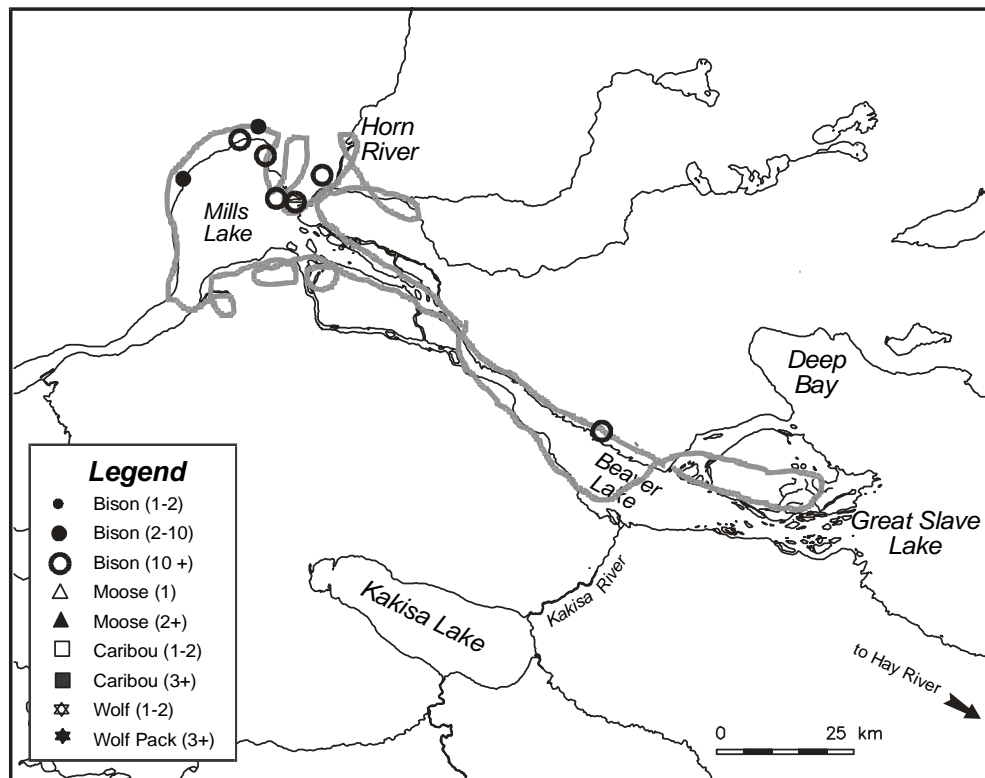 Horn
River
Mills
Lake
Deep
Bay
Beaver
Lake
Great Slave
Lake
Kakisa River
Kakisa Lake
to Hay River
0 25 km
Legend
Bison (1-2)
Bison (2-10)
Bison (10 +)
Moose (1)
Moose (2+)
Caribou (1-2)
Caribou (3+)
Wolf (1-2)
Wolf Pack (3+)